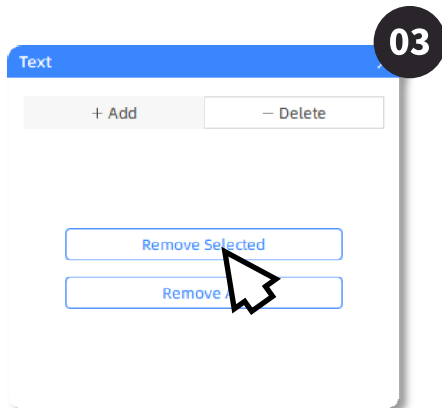 03
Text
+ Add
— Delete
Remove Selected
Remove